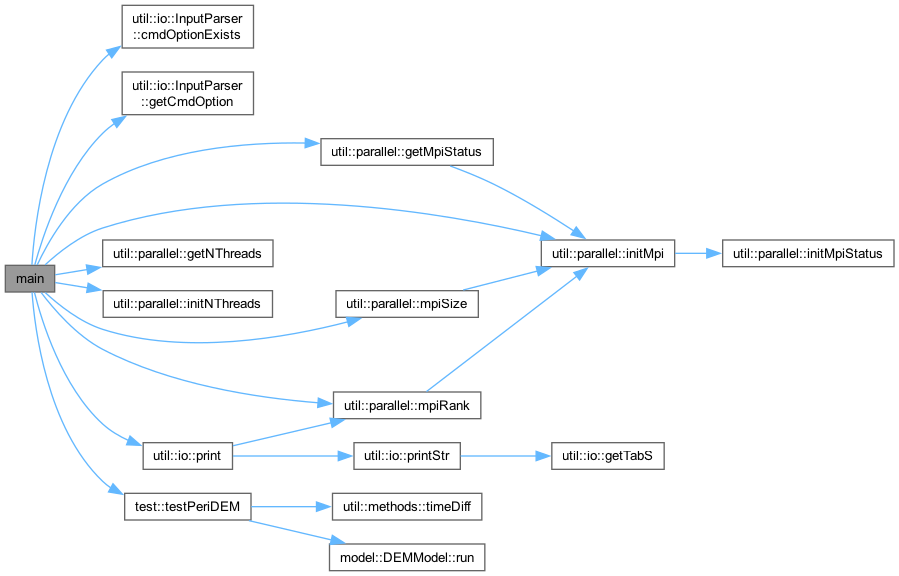 util::io::InputParser
::cmdOptionExists
util::io::InputParser
::getCmdOption
util::parallel::getMpiStatus
util::parallel::initMpi
util::parallel::initMpiStatus
util::parallel::getNThreads
main
util::parallel::initNThreads
util::parallel::mpiSize
util::parallel::mpiRank
util::io::print
util::io::printStr
util::io::getTabS
test::testPeriDEM
util::methods::timeDiff
model::DEMModel::run